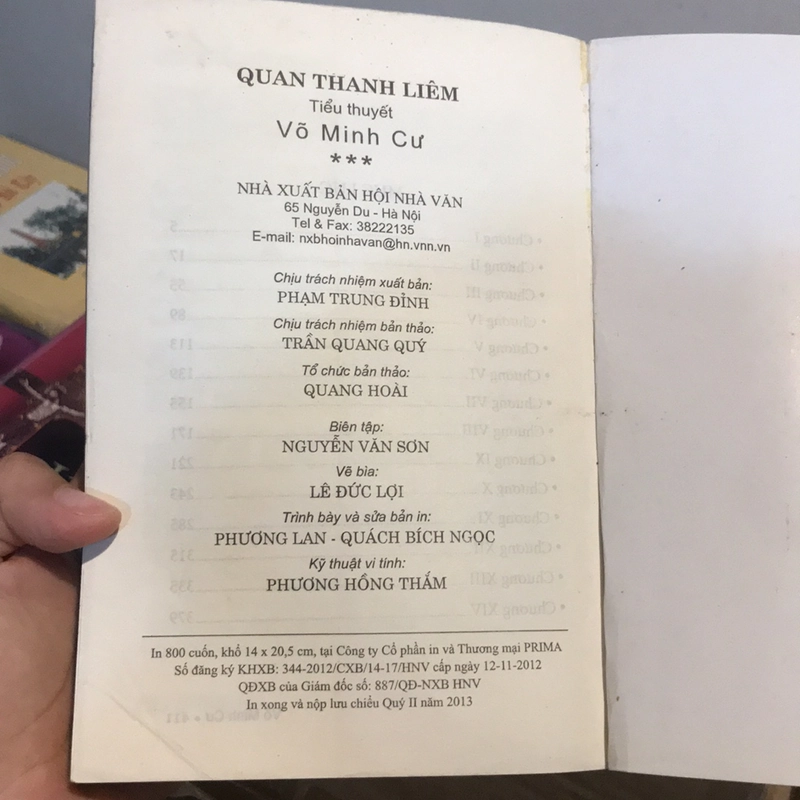 QUAN THANH LIÊM
Tiểu thuyết
Võ Minh Cư
***
NHÀ XUẤT BẢN HỘI NHÀ VĂN
65 Nguyễn Du - Hà Nội
Tel & Fax: 38222135
E-mail: nxbhoinhavan@hn.vnn.vn
Chịu trách nhiệm xuất bản:
PHẠM TRUNG ĐỈNH
Chịu trách nhiệm bản thảo:
TRẦN QUANG QUÝ
Tổ chức bản thảo:
QUANG HOÀI
Biên tập:
NGUYỄN VĂN SƠN
Vẽ bìa:
LÊ ĐỨC LỢI
Trình bày và sửa bản in:
PHƯƠNG LAN - QUÁCH BÍCH NGỌC
Kỹ thuật vi tính:
PHƯƠNG HỒNG THẮM
In 800 cuốn, khổ 14 x 20,5 cm, tại Công ty Cổ phần in và Thương mại PRIMA
Số đăng ký KHXB: 344-2012/CXB/14-17/HNV cấp ngày 12-11-2012
QĐXB của Giám đốc số: 887/QĐ-NXB HNV
In xong và nộp lưu chiểu Quý II năm 2013